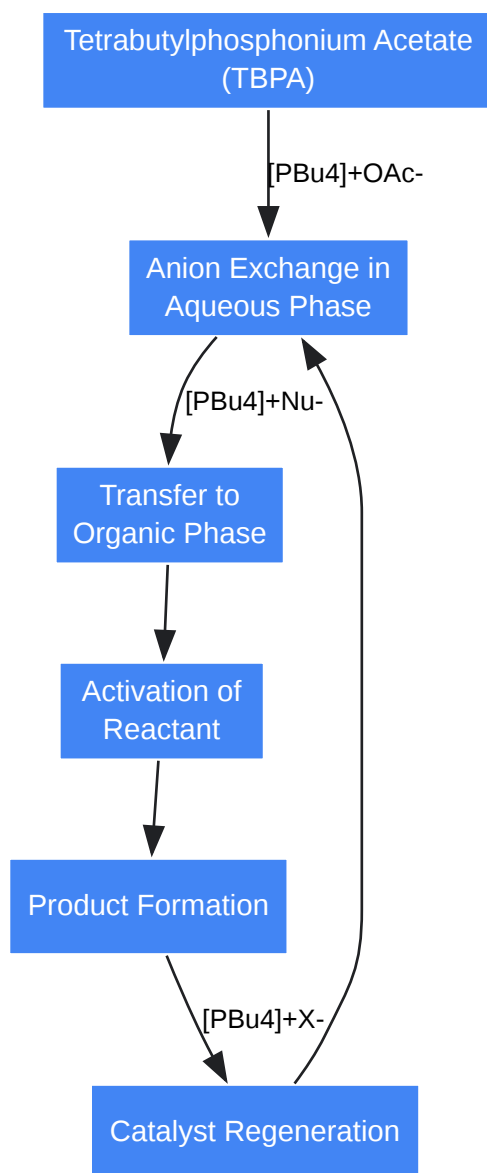 Tetrabutylphosphonium Acetate
(TBPA)
[PBu4]+OAc-
Anion Exchange in
Aqueous Phase
[PBu4]+Nu-
Transfer to
Organic Phase
Activation of
Reactant
Product Formation
[PBu4]+X-
Catalyst Regeneration